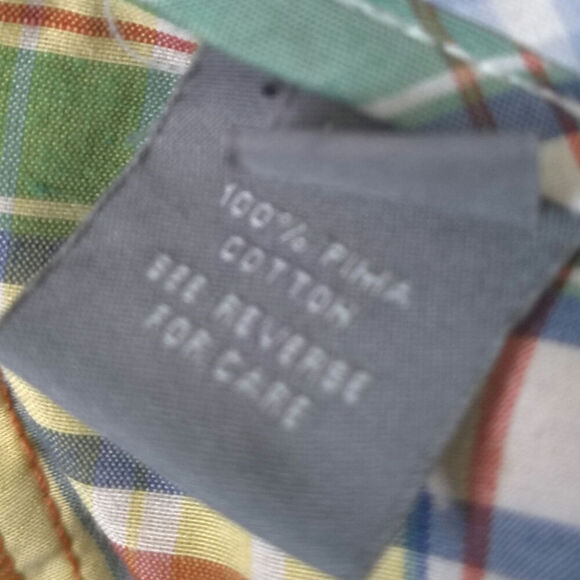 100% PIMA
COTTON
SEE REVERSE
FOR CARE